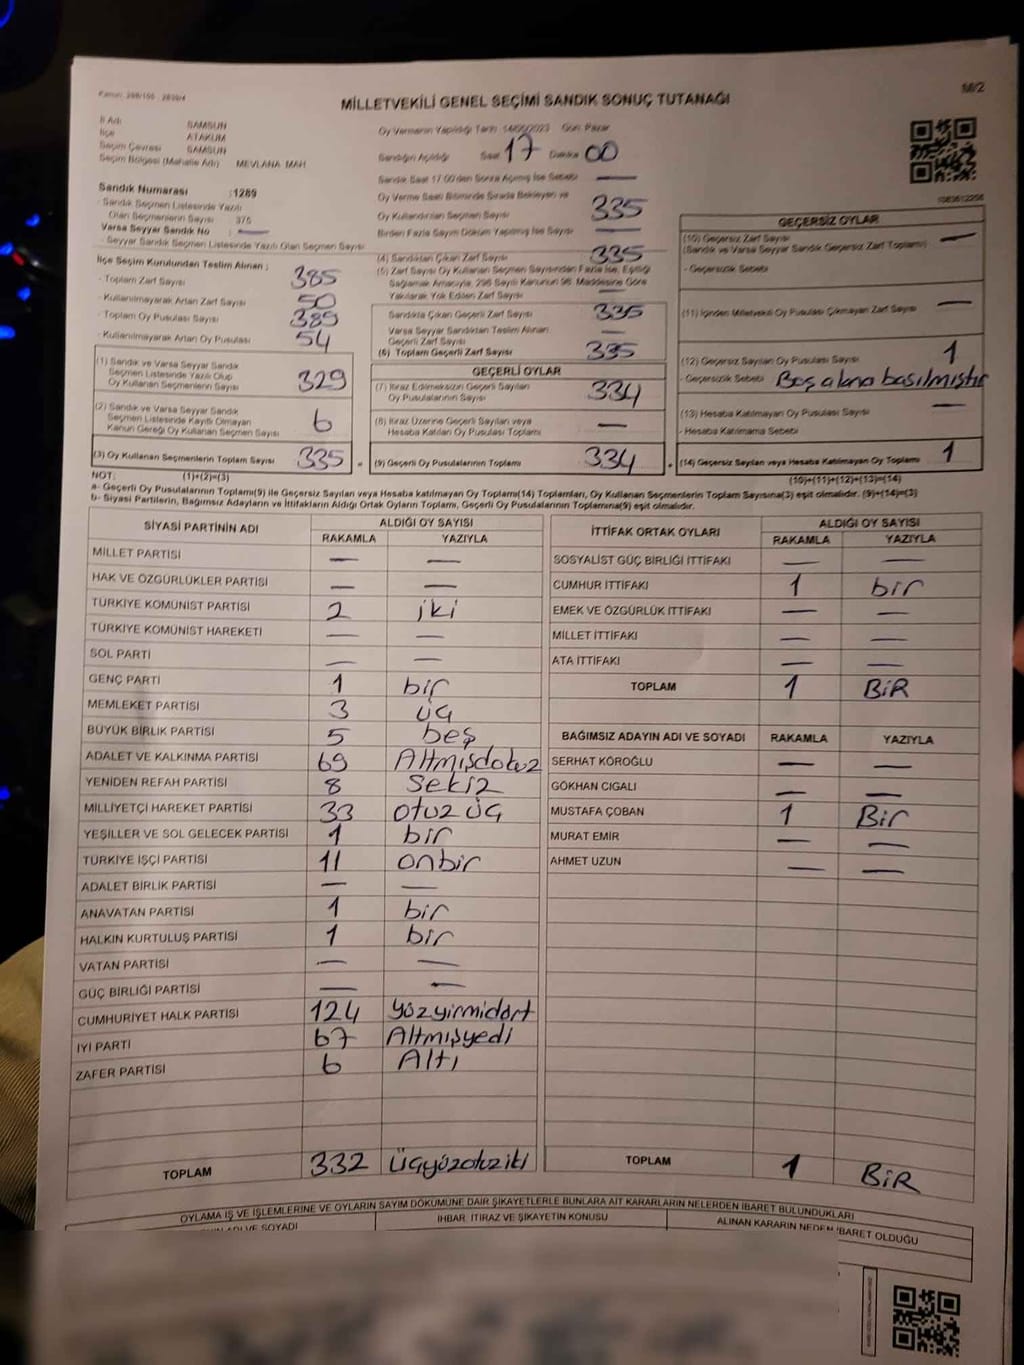 Kanun: 298/105 - 2839/4
M/2
MİLLETVEKİLİ GENEL SEÇİMİ SANDIK SONUÇ TUTANAĞI
İl Adı SAMSUN
İlçe ATAKUM
Seçim Çevresi SAMSUN
Seçim Bölgesi (Mahalle Adı) MEVLANA MAH
Sandık Numarası :1289
- Sandık Seçmen Listesinde Yazılı
Olan Seçmenlerin Sayısı 375
Varsa Seyyar Sandık No : —
- Seyyar Sandık Seçmen Listesinde Yazılı Olan Seçmen Sayısı
İlçe Seçim Kurulundan Teslim Alınan ;
- Toplam Zarf Sayısı 385
- Kullanılmayarak Artan Zarf Sayısı 50
- Toplam Oy Pusulası Sayısı 389
- Kullanılmayarak Artan Oy Pusulası 54
(1) Sandık ve Varsa Seyyar Sandık
Seçmen Listesinde Yazılı Olup
Oy Kullanan Seçmenlerin Sayısı 329
(2) Sandık ve Varsa Seyyar Sandık
Seçmen Listesinde Kayıtlı Olmayan
Kanun Gereği Oy Kullanan Seçmen Sayısı 6
(3) Oy Kullanan Seçmenlerin Toplam Sayısı 335
Oy Vermenin Yapıldığı Tarih :14/05/2023 Gün: Pazar
Sandığın Açıldığı Saat 17 Dakika 00
Sandık Saat 17:00'den Sonra Açılmış İse Sebebi —
Oy Verme Saati Bitiminde Sırada Bekleyen ve
Oy Kullandırılan Seçmen Sayısı 335
Birden Fazla Sayım Döküm Yapılmış İse Sayısı —
(4) Sandıktan Çıkan Zarf Sayısı 335
(5) Zarf Sayısı Oy Kullanan Seçmen Sayısından Fazla İse, Eşitliği
Sağlamak Amacıyla, 298 Sayılı Kanunun 98. Maddesine Göre
Yakılarak Yok Edilen Zarf Sayısı —
Sandıkta Çıkan Geçerli Zarf Sayısı 335
Varsa Seyyar Sandıktan Teslim Alınan
Geçerli Zarf Sayısı —
(6) Toplam Geçerli Zarf Sayısı 335
GEÇERLİ OYLAR
(7) İtiraz Edilmeksizin Geçerli Sayılan
Oy Pusulalarının Sayısı 334
(8) İtiraz Üzerine Geçerli Sayılan veya
Hesaba Katılan Oy Pusulası Toplamı —
(9) Geçerli Oy Pusulalarının Toplamı 334
1083612256
GEÇERSİZ OYLAR
(10) Geçersiz Zarf Sayısı —
(Sandık ve Varsa Seyyar Sandık Geçersiz Zarf Toplamı)
- Geçersizlik Sebebi
(11) İçinden Milletvekili Oy Pusulası Çıkmayan Zarf Sayısı —
(12) Geçersiz Sayılan Oy Pusulası Sayısı 1
- Geçersizlik Sebebi Boş alana basılmıştır
(13) Hesaba Katılmayan Oy Pusulası Sayısı —
- Hesaba Katılmama Sebebi
(14) Geçersiz Sayılan veya Hesaba Katılmayan Oy Toplamı 1
NOT: (1)+(2)=(3)
(10)+(11)+(12)+(13)=(14)
a- Geçerli Oy Pusulalarının Toplamı(9) ile Geçersiz Sayılan veya Hesaba katılmayan Oy Toplamı(14) Toplamları, Oy Kullanan Seçmenlerin Toplam Sayısına(3) eşit olmalıdır. (9)+(14)=(3)
b- Siyasi Partilerin, Bağımsız Adayların ve İttifakların Aldığı Ortak Oyların Toplamı, Geçerli Oy Pusulalarının Toplamına(9) eşit olmalıdır.
SİYASİ PARTİNİN ADI ALDIĞI OY SAYISI
RAKAMLA YAZIYLA
MİLLET PARTİSİ — —
HAK VE ÖZGÜRLÜKLER PARTİSİ — —
TÜRKİYE KOMÜNİST PARTİSİ 2 iki
TÜRKİYE KOMÜNİST HAREKETİ — —
SOL PARTİ — —
GENÇ PARTİ 1 bir
MEMLEKET PARTİSİ 3 üç
BÜYÜK BİRLİK PARTİSİ 5 beş
ADALET VE KALKINMA PARTİSİ 69 Altmışdokuz
YENİDEN REFAH PARTİSİ 8 Sekiz
MİLLİYETÇİ HAREKET PARTİSİ 33 otuz üç
YEŞİLLER VE SOL GELECEK PARTİSİ 1 bir
TÜRKİYE İŞÇİ PARTİSİ 11 onbir
ADALET BİRLİK PARTİSİ — —
ANAVATAN PARTİSİ 1 bir
HALKIN KURTULUŞ PARTİSİ 1 bir
VATAN PARTİSİ — —
GÜÇ BİRLİĞİ PARTİSİ — —
CUMHURİYET HALK PARTİSİ 124 yüzyirmidört
İYİ PARTİ 67 Altmışyedi
ZAFER PARTİSİ 6 Altı
TOPLAM 332 üçyüzotuziki
İTTİFAK ORTAK OYLARI ALDIĞI OY SAYISI
RAKAMLA YAZIYLA
SOSYALİST GÜÇ BİRLİĞİ İTTİFAKI — —
CUMHUR İTTİFAKI 1 bir
EMEK VE ÖZGÜRLÜK İTTİFAKI — —
MİLLET İTTİFAKI — —
ATA İTTİFAKI — —
TOPLAM 1 BİR
BAĞIMSIZ ADAYIN ADI VE SOYADI RAKAMLA YAZIYLA
SERHAT KÖROĞLU — —
GÖKHAN CIGALI — —
MUSTAFA ÇOBAN 1 Bir
MURAT EMİR — —
AHMET UZUN — —
TOPLAM 1 BİR
OYLAMA İŞ VE İŞLEMLERİNE VE OYLARIN SAYIM DÖKÜMÜNE DAİR ŞİKAYETLERLE BUNLARA AİT KARARLARIN NELERDEN İBARET BULUNDUKLARI
ADI VE SOYADI İHBAR, İTİRAZ VE ŞİKAYETİN KONUSU ALINAN KARARIN NEDEN İBARET OLDUĞU